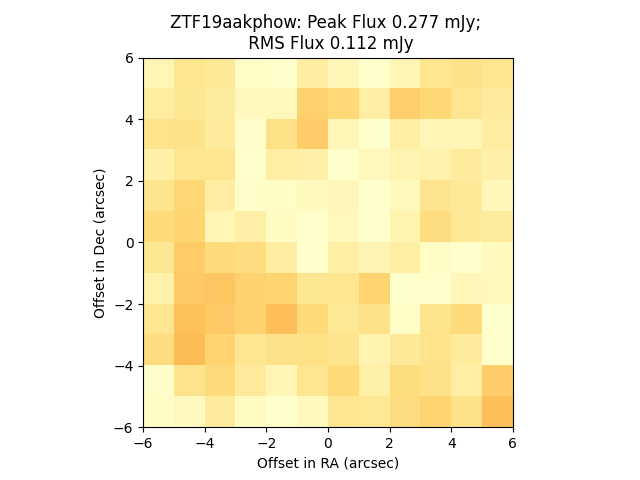 ZTF19aakphow: Peak Flux 0.277 mJy;
RMS Flux 0.112 mJy
6
4
2
0
−2
−4
−6
Offset in Dec (arcsec)
−6 −4 −2 0 2 4 6
Offset in RA (arcsec)